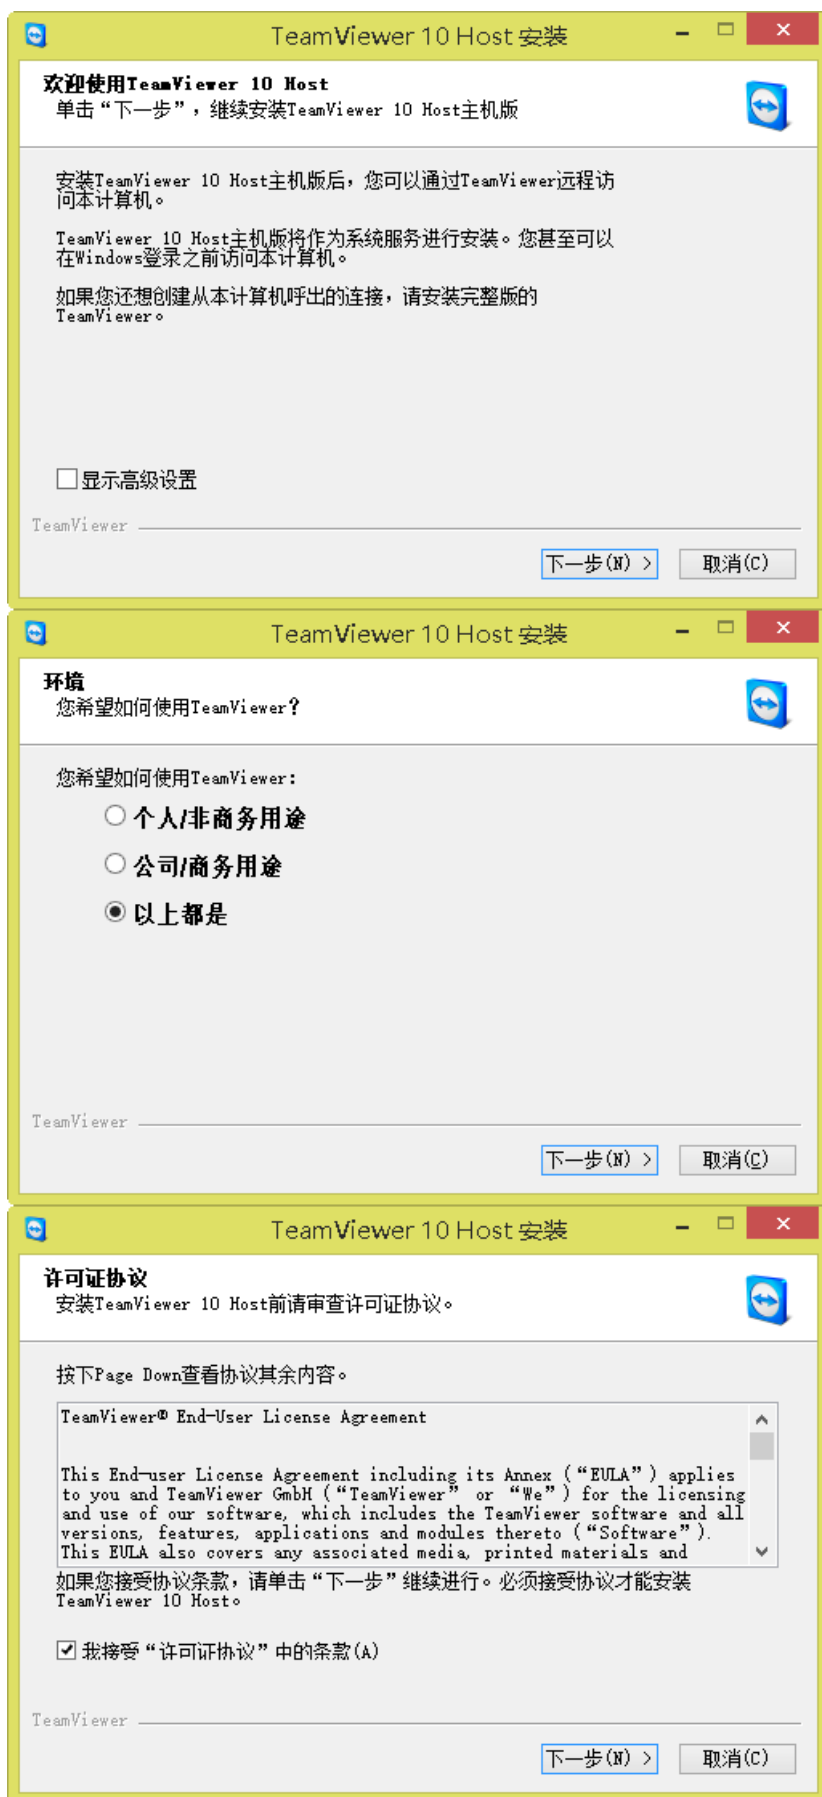 TeamViewer 10 Host 安装
欢迎使用TeamViewer 10 Host
单击“下一步”，继续安装TeamViewer 10 Host主机版
安装TeamViewer 10 Host主机版后，您可以通过TeamViewer远程访
问本计算机。
TeamViewer 10 Host主机版将作为系统服务进行安装。您甚至可以
在Windows登录之前访问本计算机。
如果您还想创建从本计算机呼出的连接，请安装完整版的
TeamViewer。
显示高级设置
TeamViewer
下一步(N) >
取消(C)
TeamViewer 10 Host 安装
环境
您希望如何使用TeamViewer？
您希望如何使用TeamViewer：
个人/非商务用途
公司/商务用途
以上都是
TeamViewer
下一步(N) >
取消(C)
TeamViewer 10 Host 安装
许可证协议
安装TeamViewer 10 Host前请审查许可证协议。
按下Page Down查看协议其余内容。
TeamViewer® End-User License Agreement
This End-user License Agreement including its Annex (“EULA”) applies
to you and TeamViewer GmbH (“TeamViewer” or “We”) for the licensing
and use of our software, which includes the TeamViewer software and all
versions, features, applications and modules thereto (“Software”).
This EULA also covers any associated media, printed materials and
如果您接受协议条款，请单击“下一步”继续进行。必须接受协议才能安装
TeamViewer 10 Host。
我接受“许可证协议”中的条款(A)
TeamViewer
下一步(N) >
取消(C)